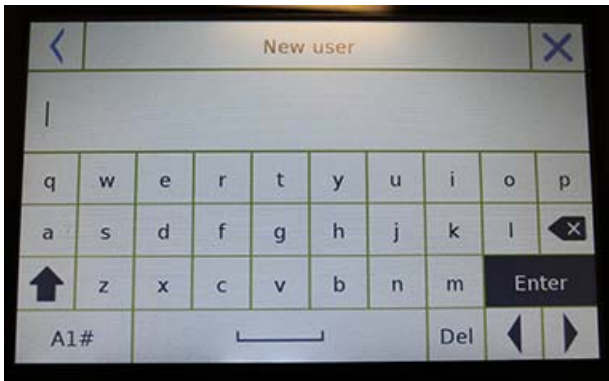 New user
q w e r t y u i o p
a s d f g h j k l
z x c v b n m Enter
A1# Del